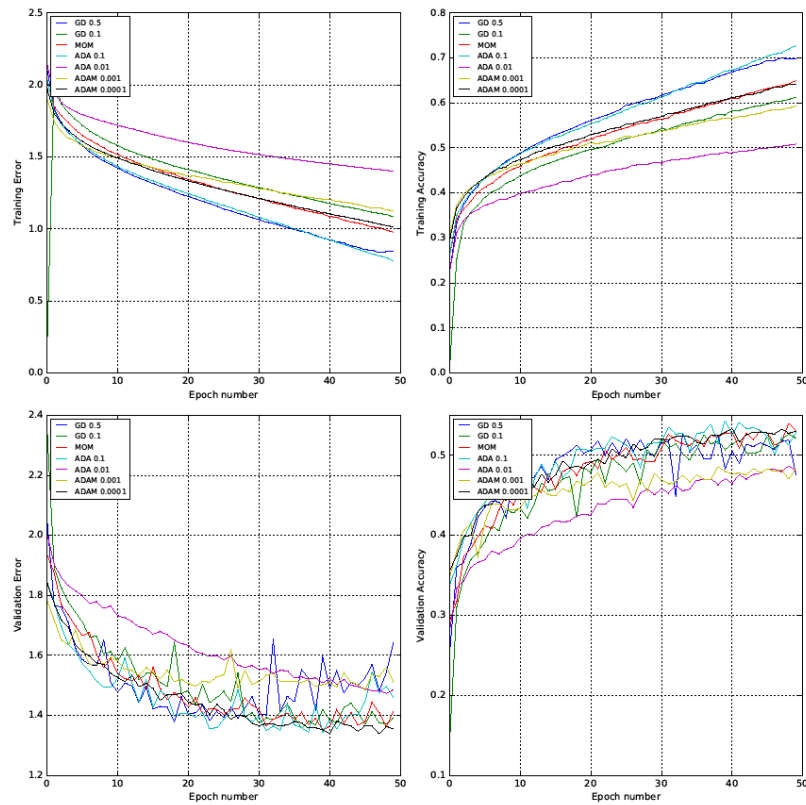 2.5
2.0
1.5
1.0
0.5
0.0
Training Error
GD 0.5
GD 0.1
MOM
ADA 0.1
ADA 0.01
ADAM 0.001
ADAM 0.0001
0 10 20 30 40 50
Epoch number
0.8
0.7
0.6
0.5
0.4
0.3
0.2
0.1
0.0
Training Accuracy
GD 0.5
GD 0.1
MOM
ADA 0.1
ADA 0.01
ADAM 0.001
ADAM 0.0001
0 10 20 30 40 50
Epoch number
2.4
2.2
2.0
1.8
1.6
1.4
1.2
Validation Error
GD 0.5
GD 0.1
MOM
ADA 0.1
ADA 0.01
ADAM 0.001
ADAM 0.0001
0 10 20 30 40 50
Epoch number
0.5
0.4
0.3
0.2
0.1
Validation Accuracy
GD 0.5
GD 0.1
MOM
ADA 0.1
ADA 0.01
ADAM 0.001
ADAM 0.0001
0 10 20 30 40 50
Epoch number